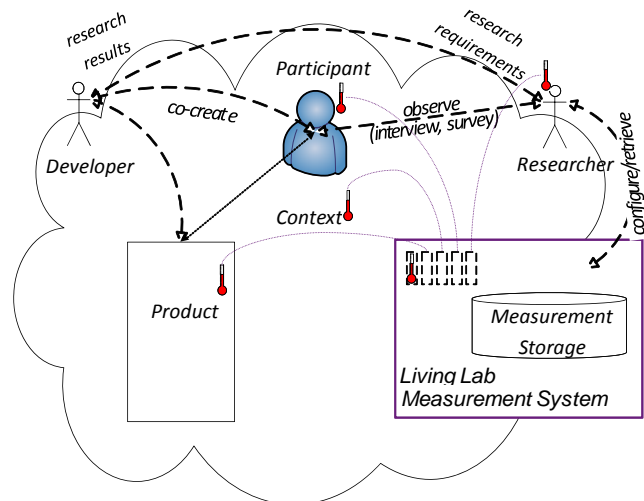 research
results
research
requirements
Participant
co-create
observe
(interview, survey)
Developer
Researcher
configure/retrieve
Context
Product
Measurement
Storage
Living Lab
Measurement System